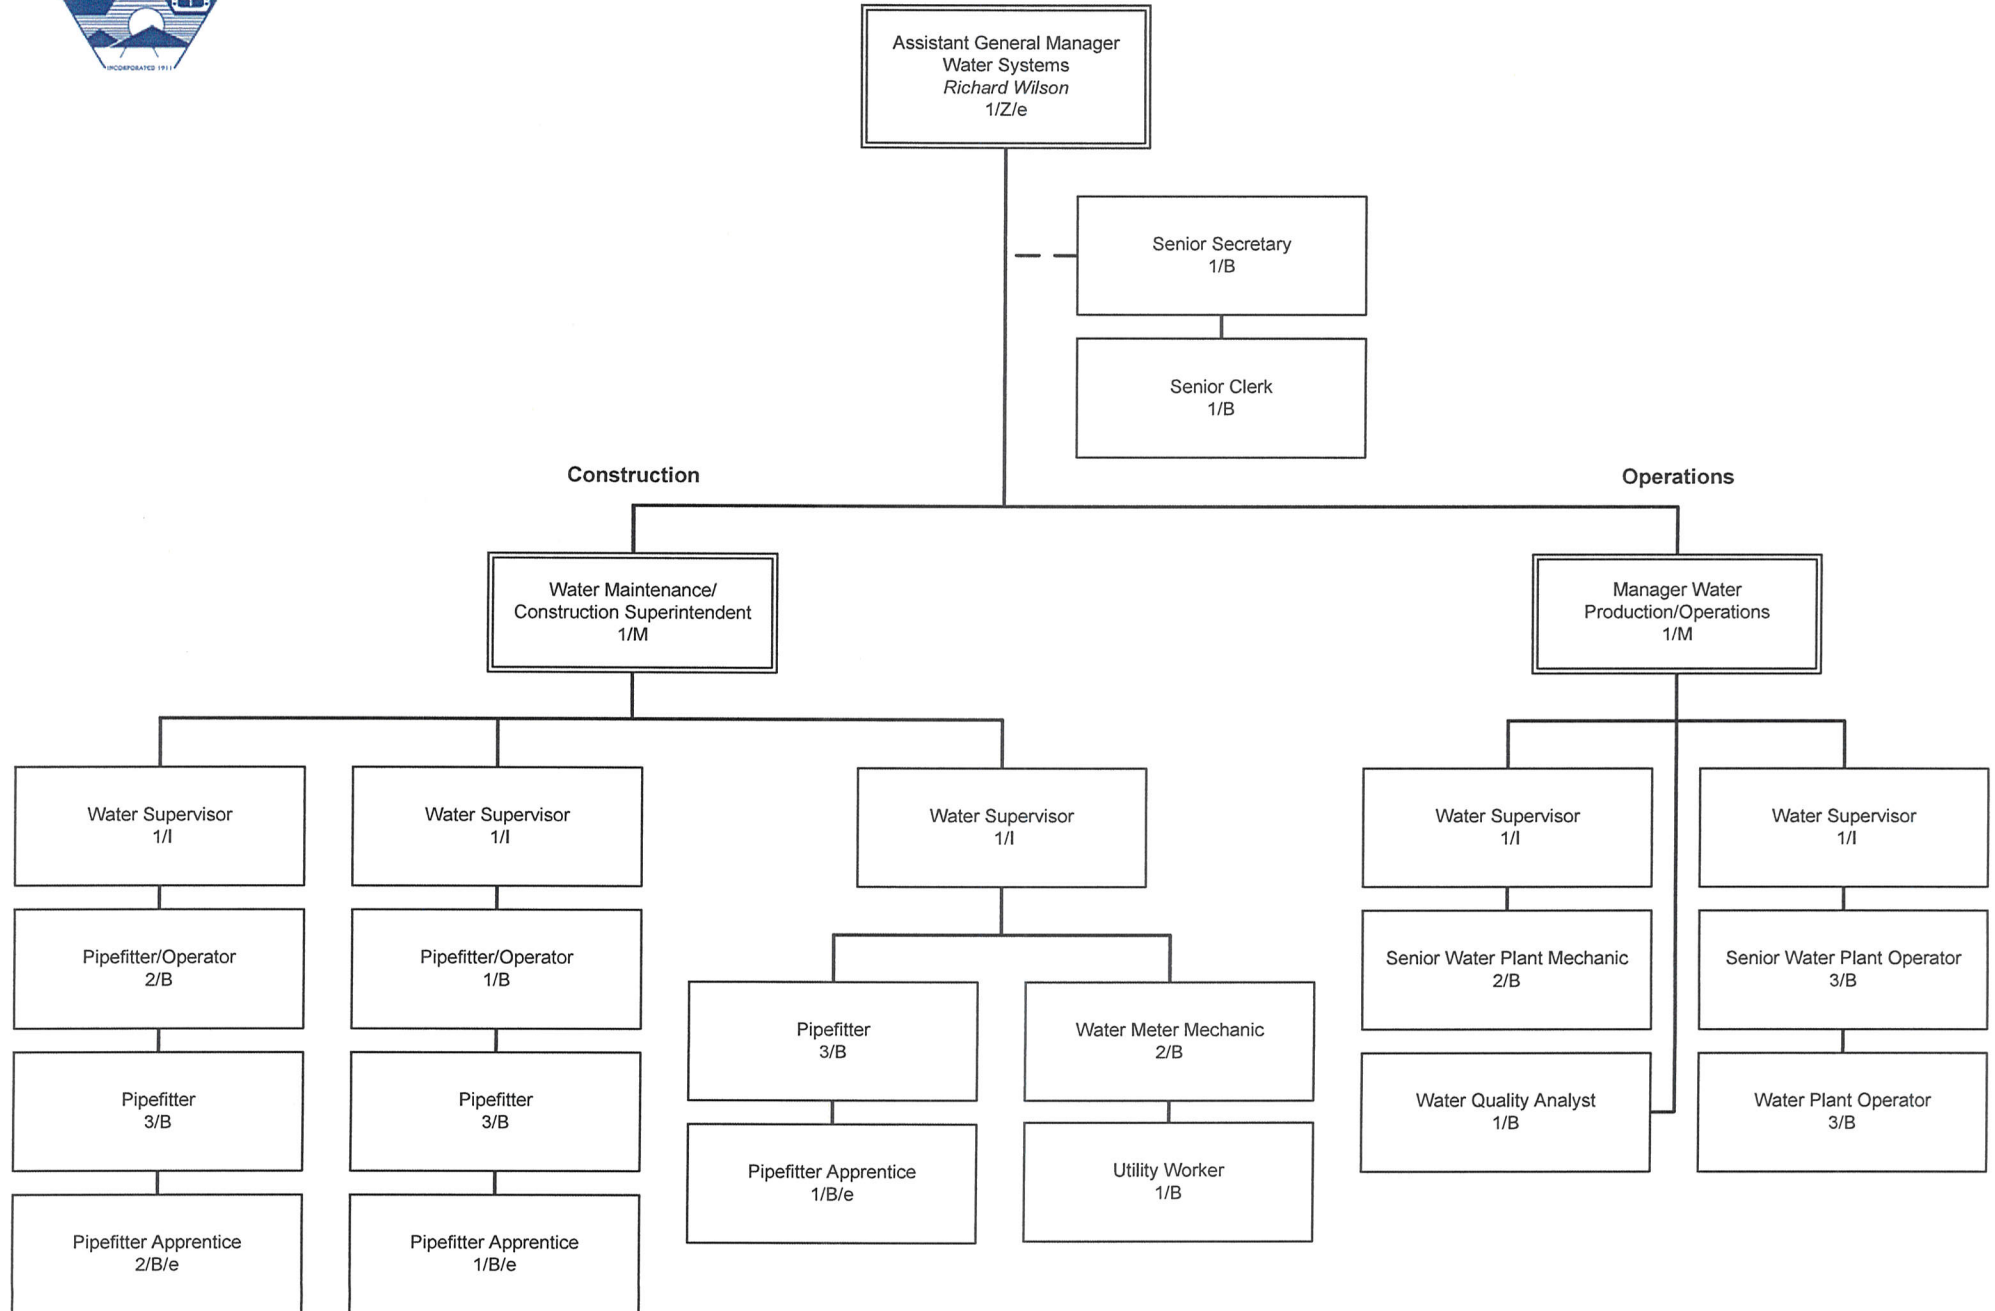 INCORPORATED 1911
Assistant General Manager
Water Systems
Richard Wilson
1/Z/e
Senior Secretary
1/B
Senior Clerk
1/B
Construction
Operations
Water Maintenance/
Construction Superintendent
1/M
Manager Water
Production/Operations
1/M
Water Supervisor
1/I
Water Supervisor
1/I
Water Supervisor
1/I
Water Supervisor
1/I
Water Supervisor
1/I
Pipefitter/Operator
2/B
Pipefitter/Operator
1/B
Senior Water Plant Mechanic
2/B
Senior Water Plant Operator
3/B
Pipefitter
3/B
Water Meter Mechanic
2/B
Pipefitter
3/B
Pipefitter
3/B
Water Quality Analyst
1/B
Water Plant Operator
3/B
Pipefitter Apprentice
1/B/e
Utility Worker
1/B
Pipefitter Apprentice
2/B/e
Pipefitter Apprentice
1/B/e